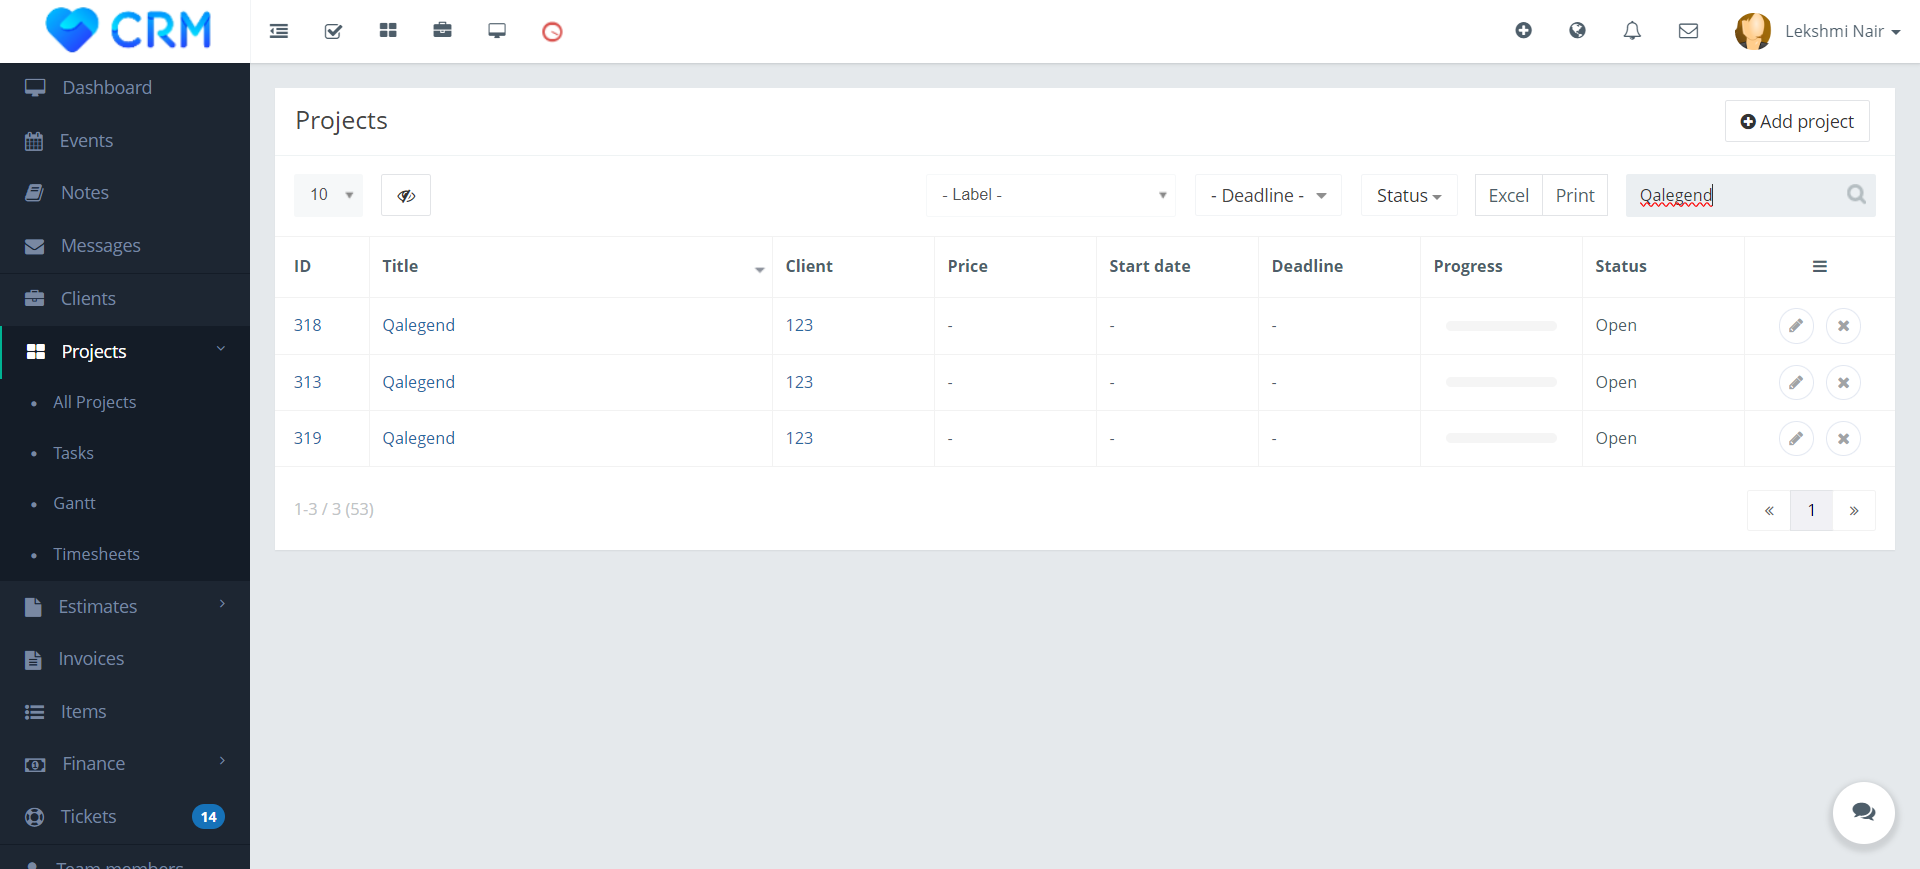 CRM
Lekshmi Nair
Dashboard
Events
Notes
Messages
Clients
Projects
All Projects
Tasks
Gantt
Timesheets
Estimates
Invoices
Items
Finance
Tickets 14
Team members
Projects
Add project
10 - Label - - Deadline - Status Excel Print Qalegend
ID Title Client Price Start date Deadline Progress Status
318 Qalegend 123 - - - Open
313 Qalegend 123 - - - Open
319 Qalegend 123 - - - Open
1-3 / 3 (53)
« 1 »